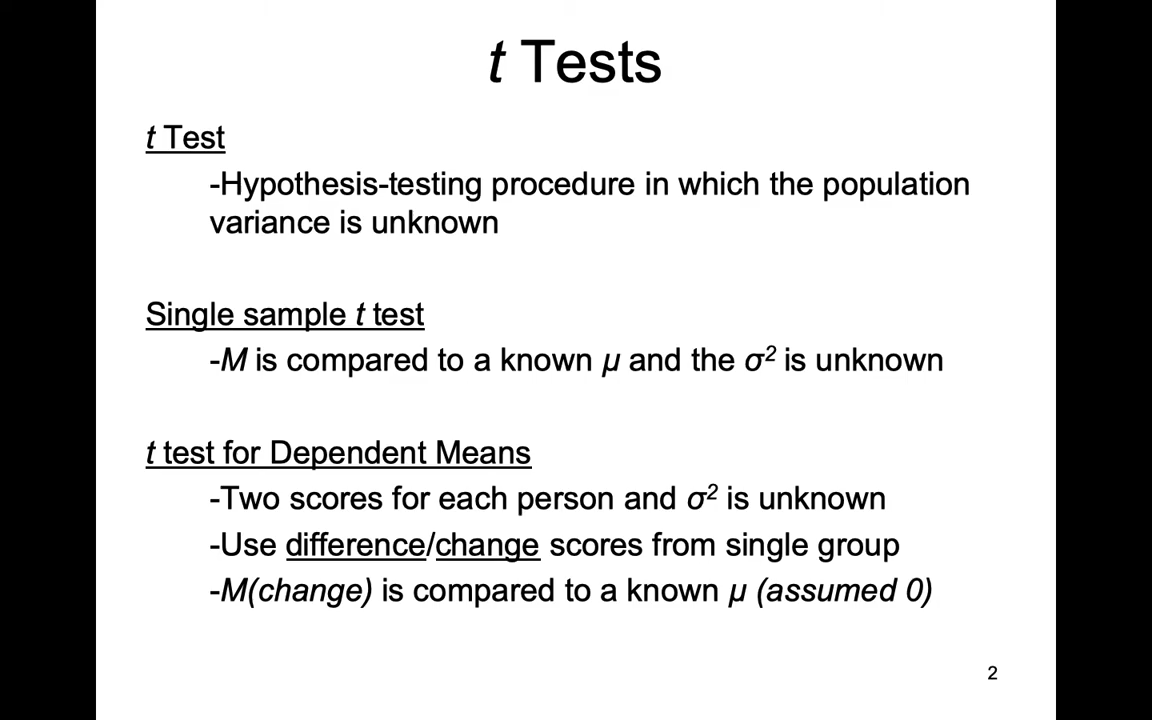 t Tests
t Test
-Hypothesis-testing procedure in which the population
variance is unknown
Single sample t test
-M is compared to a known μ and the σ² is unknown
t test for Dependent Means
-Two scores for each person and σ² is unknown
-Use difference/change scores from single group
-M(change) is compared to a known μ (assumed 0)
2